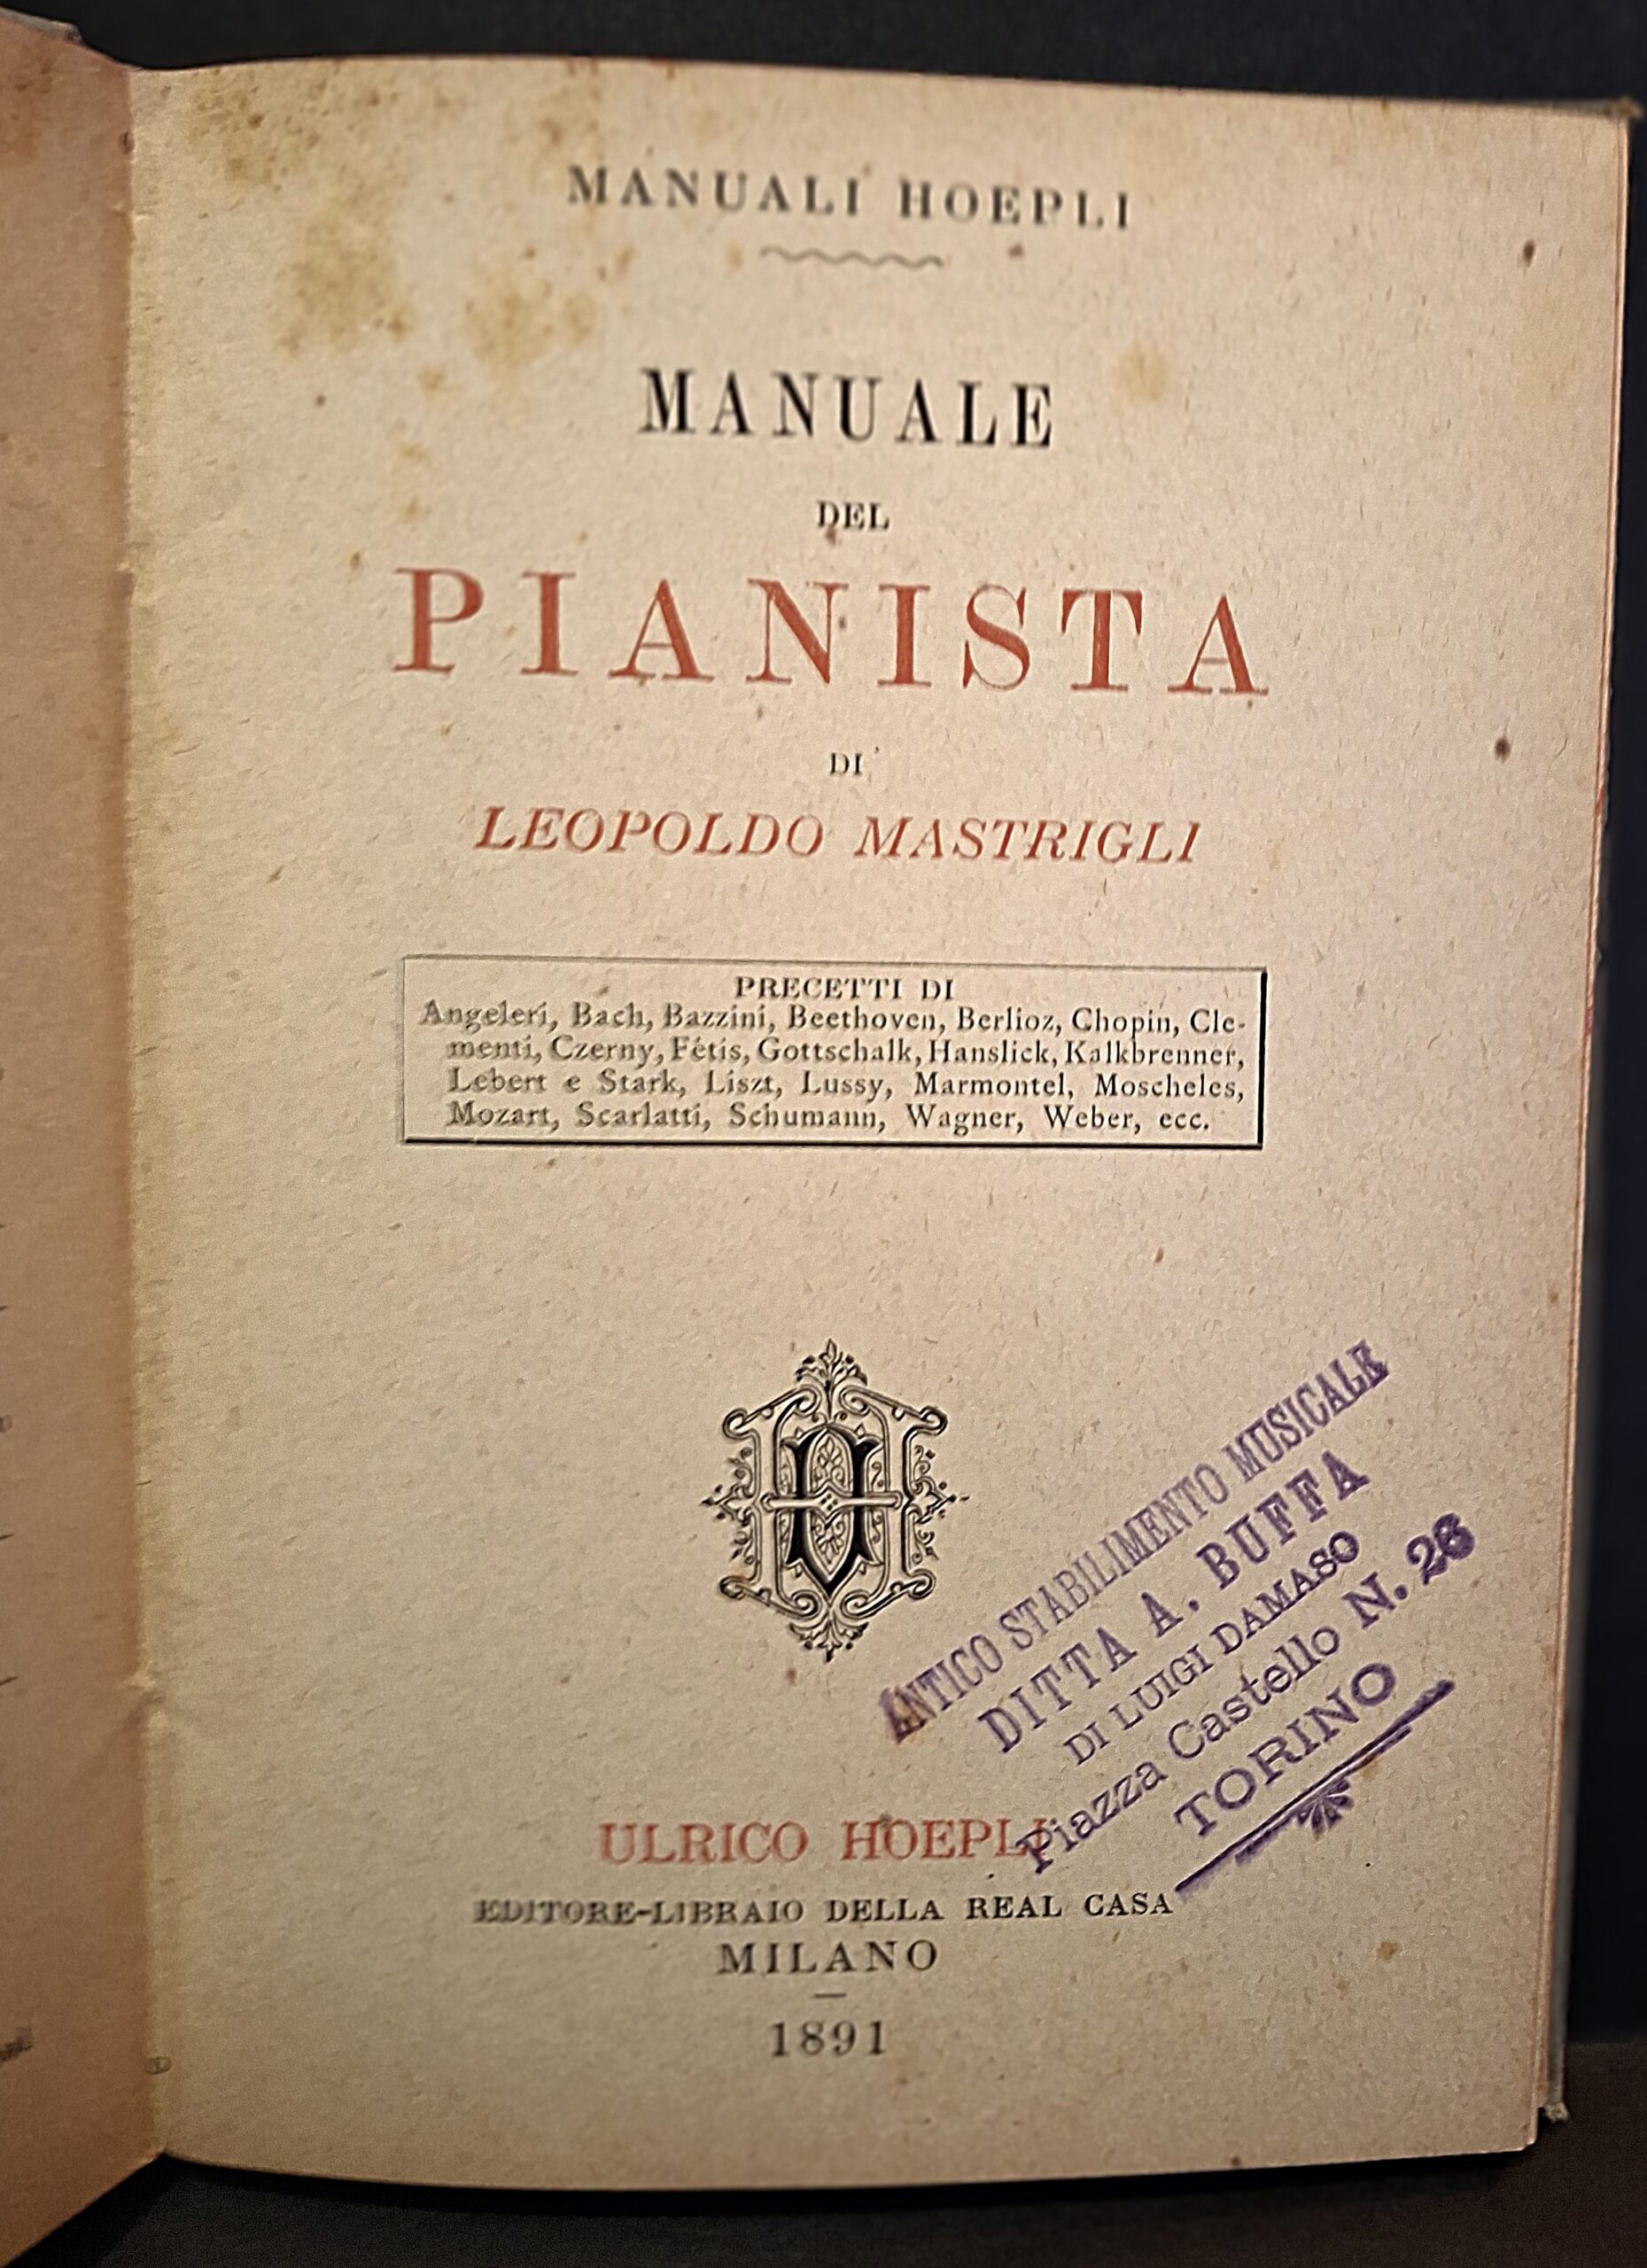 MANUALI HOEPLI
MANUALE
DEL
PIANISTA
DI
LEOPOLDO MASTRIGLI
PRECETTI DI
Angeleri, Bach, Bazzini, Beethoven, Berlioz, Chopin, Cle-
menti, Czerny, Fétis, Gottschalk, Hanslick, Kalkbrenner,
Lebert e Stark, Liszt, Lussy, Marmontel, Moscheles,
Mozart, Scarlatti, Schumann, Wagner, Weber, ecc.
ANTICO STABILIMENTO MUSICALE
DITTA A. BUFFA
DI LUIGI DAMASO
Piazza Castello N. 26
TORINO
ULRICO HOEPLI
EDITORE-LIBRAIO DELLA REAL CASA
MILANO
1891